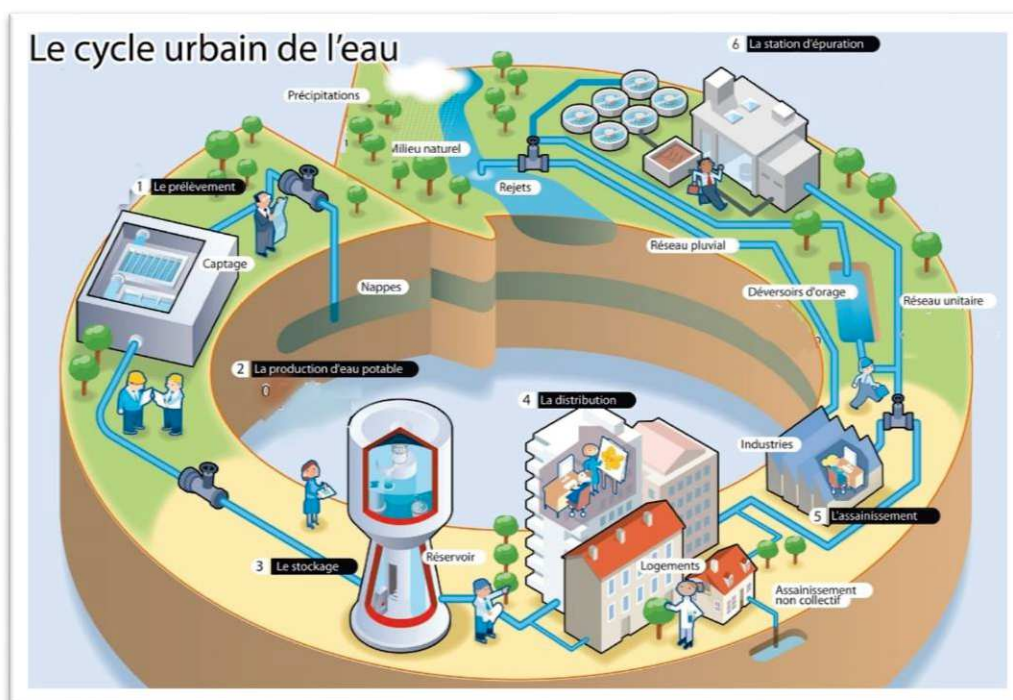 Le cycle urbain de l'eau
6 La station d'épuration
Précipitations
Milieu naturel
1 Le prélèvement
Rejets
Réseau pluvial
Captage
Nappes
Déversoirs d'orage
Réseau unitaire
2 La production d'eau potable
0
4 La distribution
Industries
5 L'assainissement
3 Le stockage
Réservoir
Logements
Assainissement
non collectif